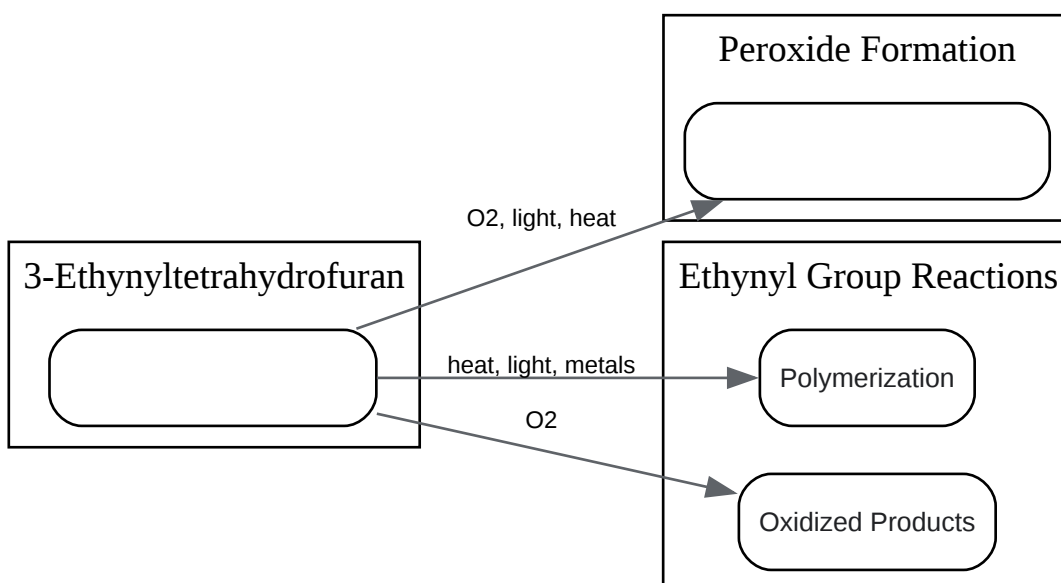 Peroxide Formation
O2, light, heat
3-Ethynyltetrahydrofuran
Ethynyl Group Reactions
heat, light, metals
Polymerization
O2
Oxidized Products